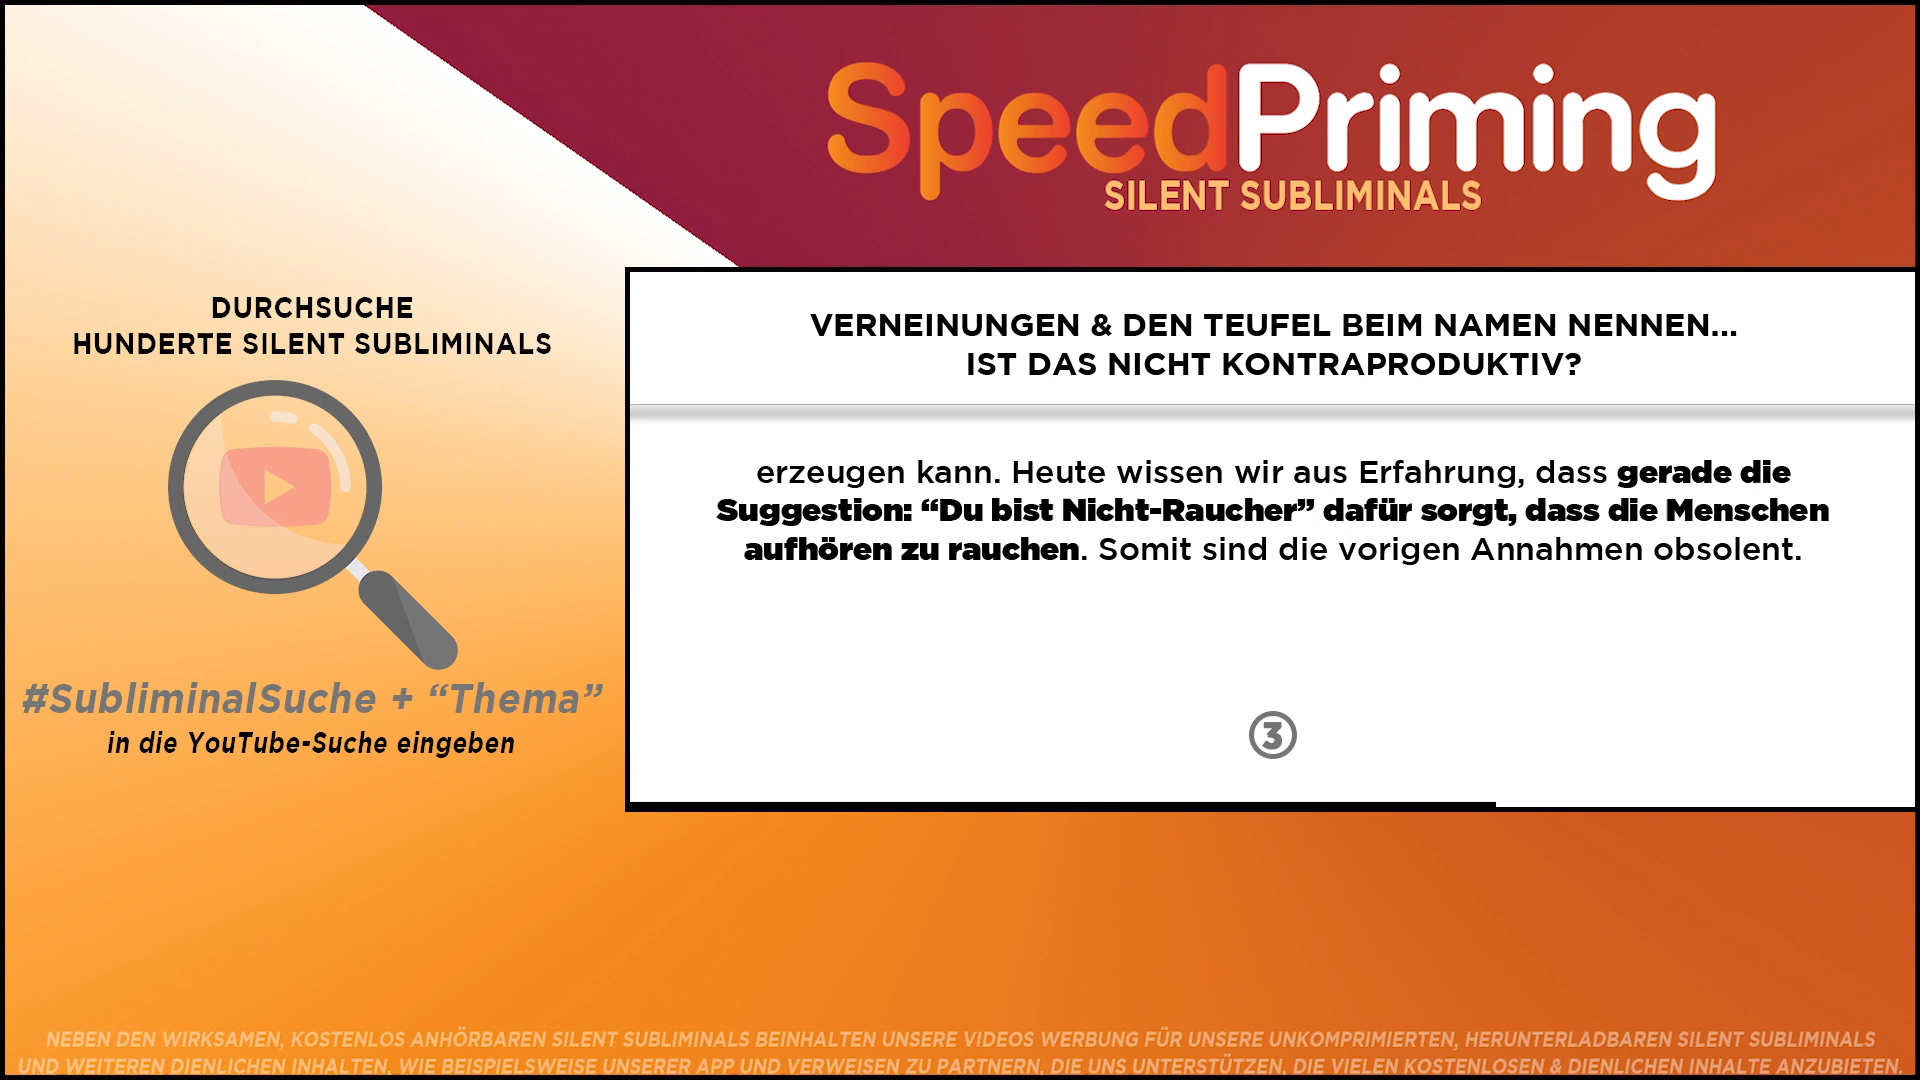 SpeedPriming
SILENT SUBLIMINALS
DURCHSUCHE
HUNDERTE SILENT SUBLIMINALS
#SubliminalSuche + “Thema”
in die YouTube-Suche eingeben
VERNEINUNGEN & DEN TEUFEL BEIM NAMEN NENNEN...
IST DAS NICHT KONTRAPRODUKTIV?
erzeugen kann. Heute wissen wir aus Erfahrung, dass gerade die
Suggestion: “Du bist Nicht-Raucher” dafür sorgt, dass die Menschen
aufhören zu rauchen. Somit sind die vorigen Annahmen obsolent.
3
NEBEN DEN WIRKSAMEN, KOSTENLOS ANHÖRBAREN SILENT SUBLIMINALS BEINHALTEN UNSERE VIDEOS WERBUNG FÜR UNSERE UNKOMPRIMIERTEN, HERUNTERLADBAREN SILENT SUBLIMINALS
UND WEITEREN DIENLICHEN INHALTEN, WIE BEISPIELSWEISE UNSERER APP UND VERWEISEN ZU PARTNERN, DIE UNS UNTERSTÜTZEN, DIE VIELEN KOSTENLOSEN & DIENLICHEN INHALTE ANZUBIETEN.